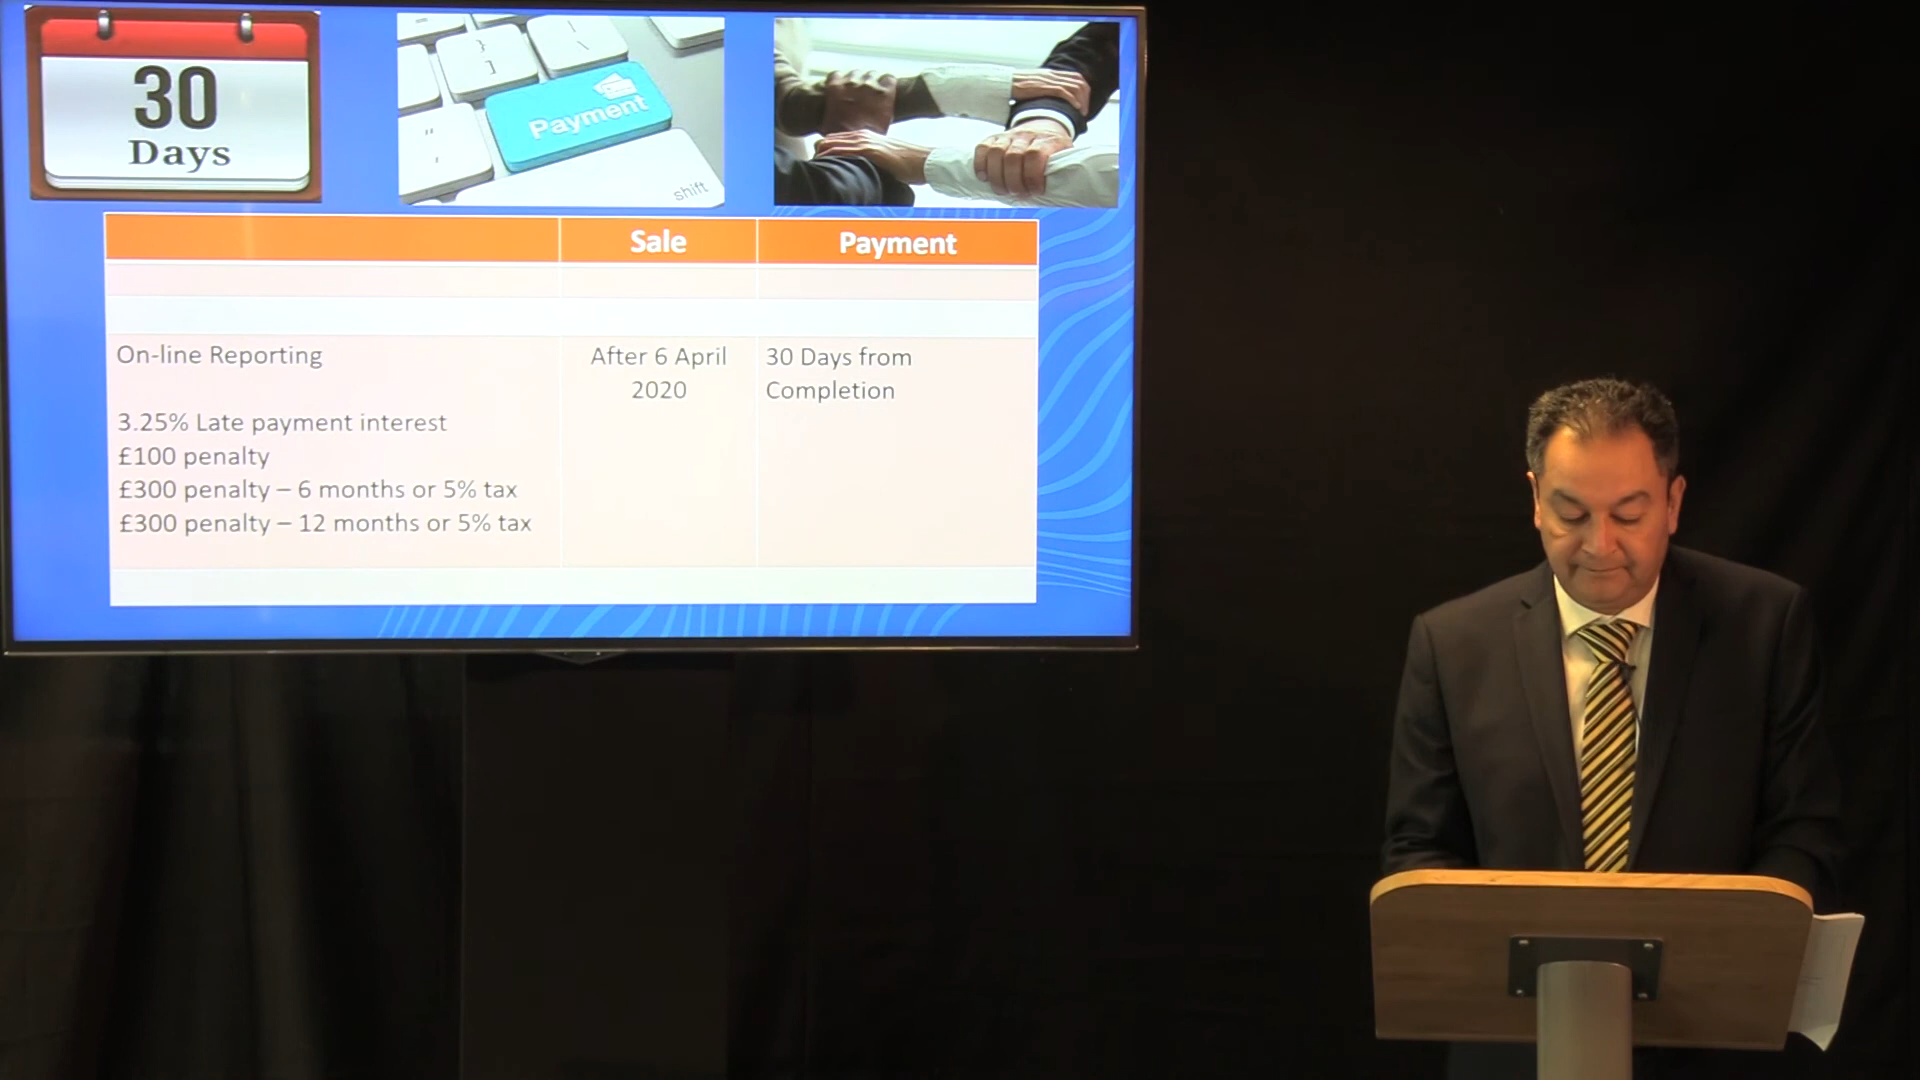 30
Days
Payment
shift
Sale
Payment
On-line Reporting
After 6 April
2020
30 Days from
Completion
3.25% Late payment interest
£100 penalty
£300 penalty – 6 months or 5% tax
£300 penalty – 12 months or 5% tax